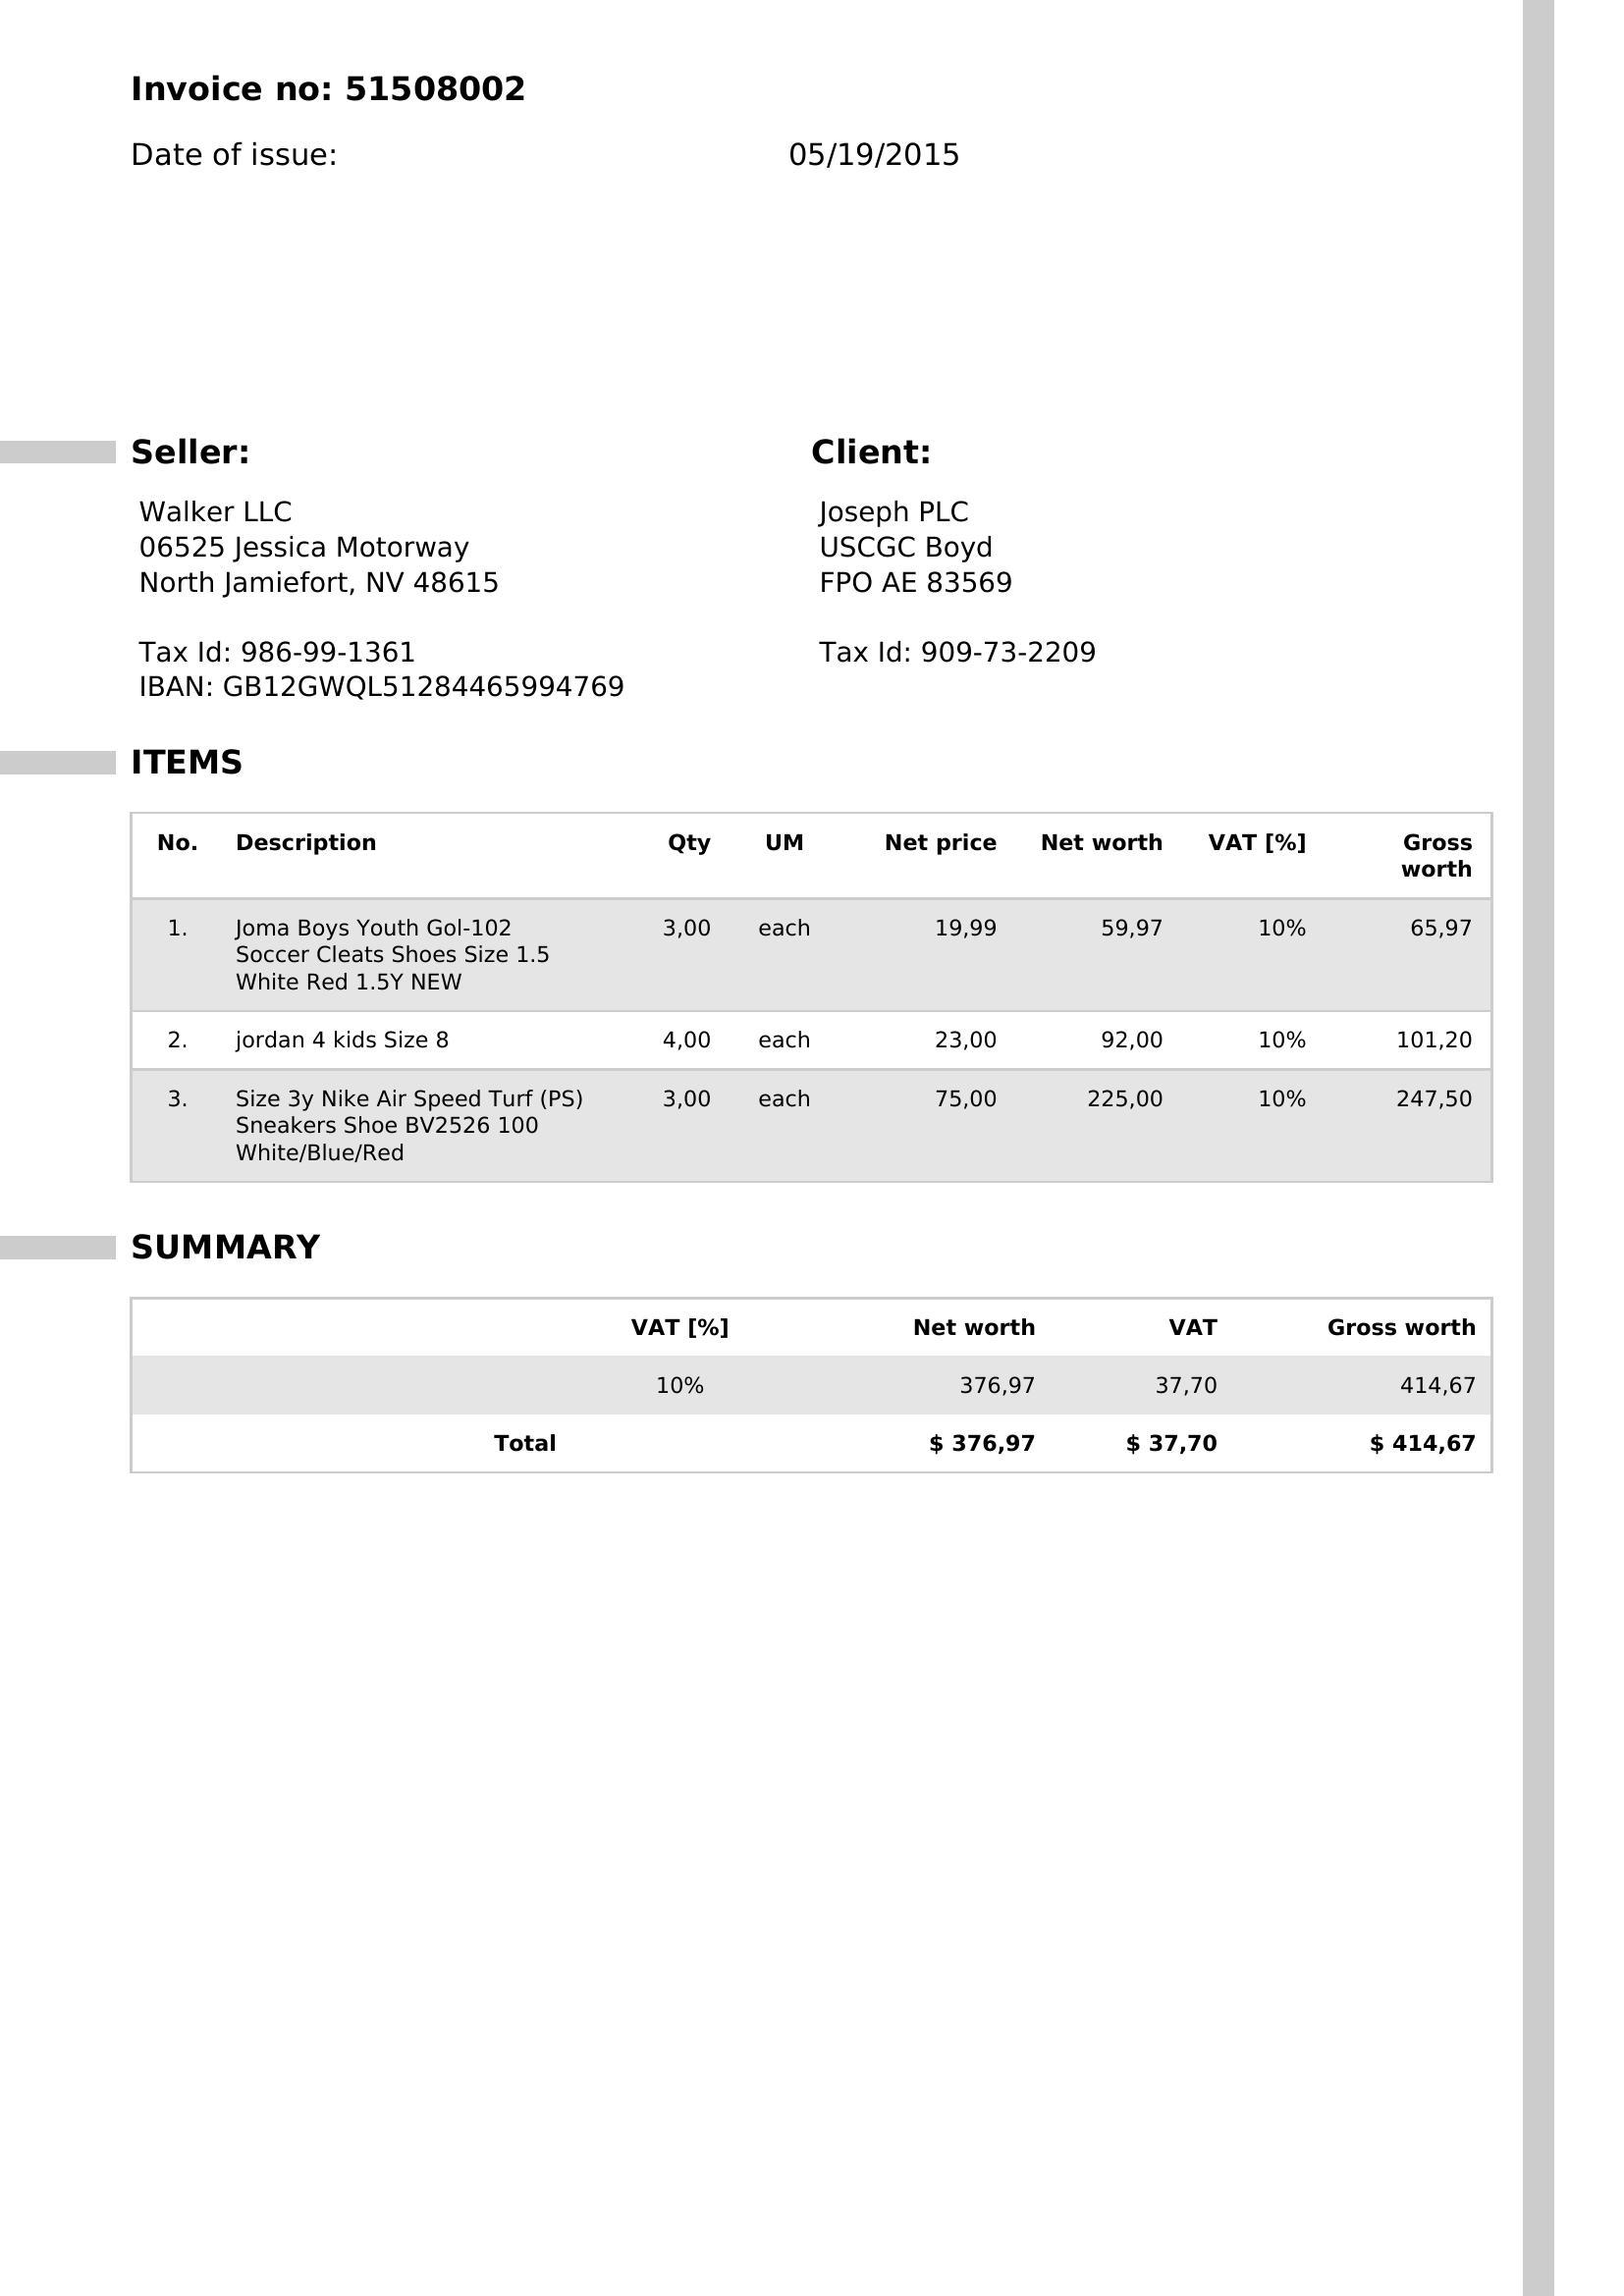 Invoice no: 51508002
Date of issue: 05/19/2015
Seller:
Walker LLC
06525 Jessica Motorway
North Jamiefort, NV 48615
Tax Id: 986-99-1361
IBAN: GB12GWQL51284465994769
Client:
Joseph PLC
USCGC Boyd
FPO AE 83569
Tax Id: 909-73-2209
ITEMS
No. Description Qty UM Net price Net worth VAT [%] Gross
worth
1. Joma Boys Youth Gol-102 3,00 each 19,99 59,97 10% 65,97
Soccer Cleats Shoes Size 1.5
White Red 1.5Y NEW
2. jordan 4 kids Size 8 4,00 each 23,00 92,00 10% 101,20
3. Size 3y Nike Air Speed Turf (PS) 3,00 each 75,00 225,00 10% 247,50
Sneakers Shoe BV2526 100
White/Blue/Red
SUMMARY
VAT [%] Net worth VAT Gross worth
10% 376,97 37,70 414,67
Total $ 376,97 $ 37,70 $ 414,67